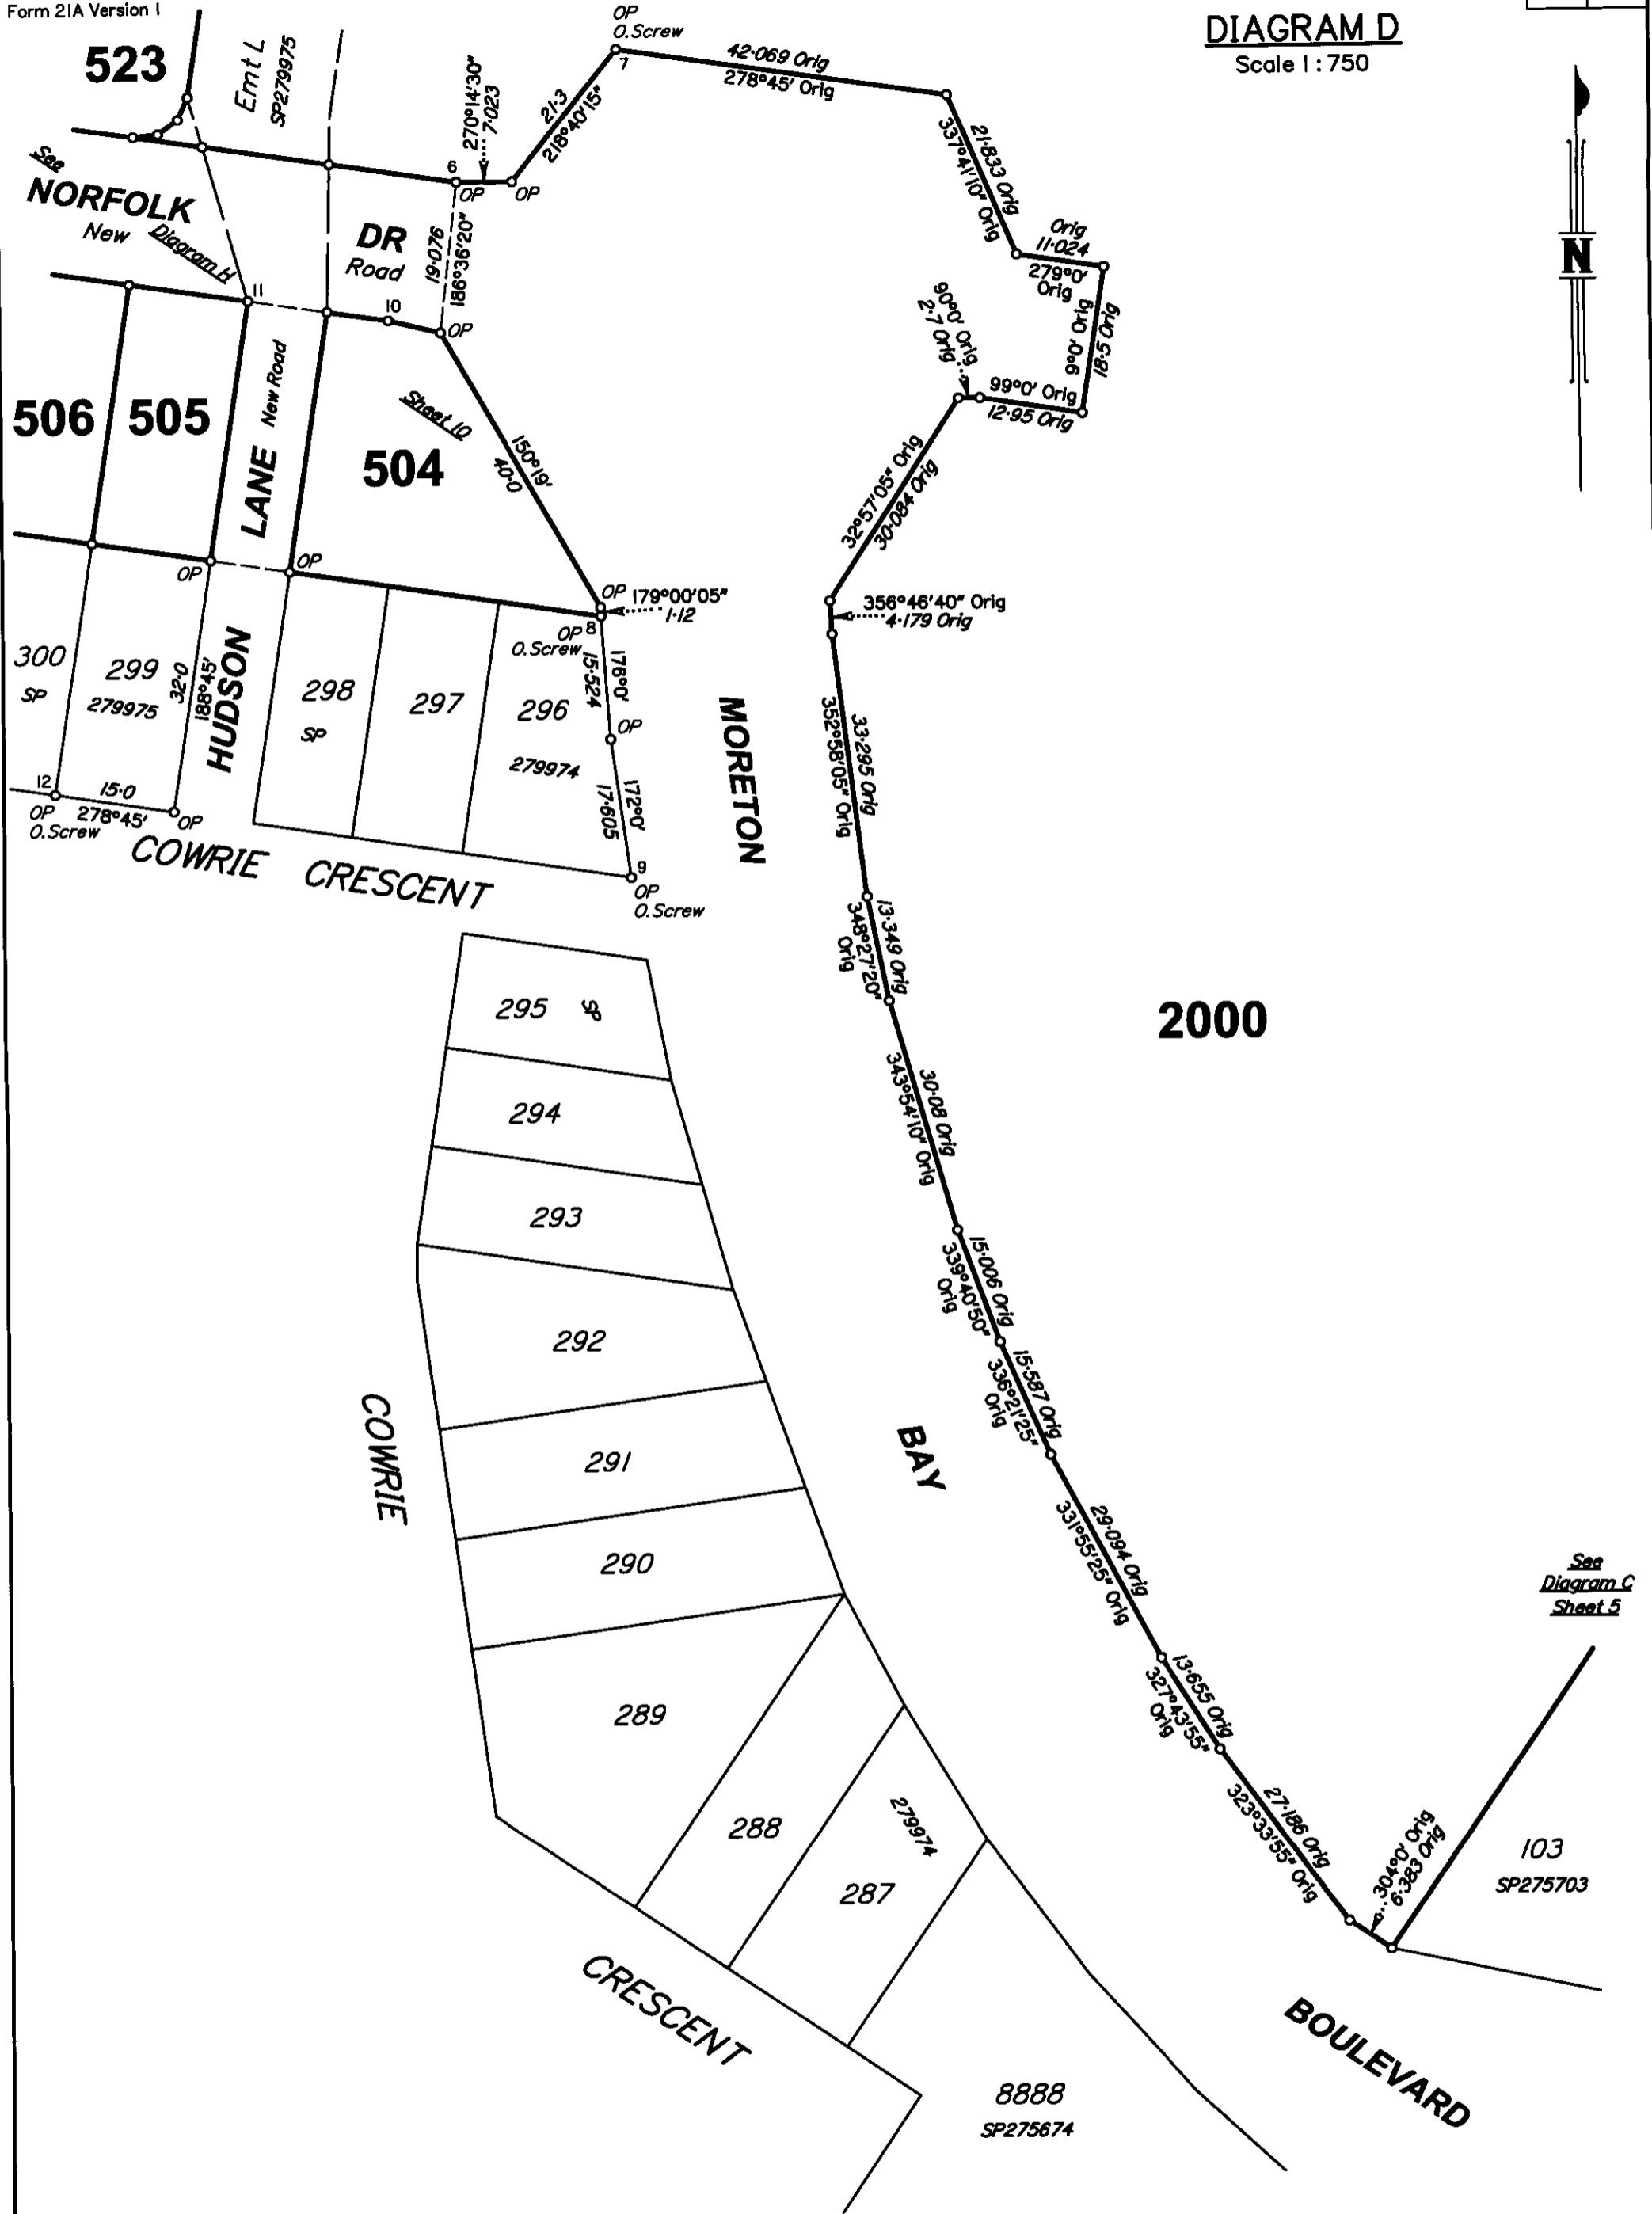 Form 21A Version 1
DIAGRAM D
Scale 1 : 750
N
523
Emt L
SP279975
270°14'30"
7·023
OP
O.Screw
7
21·3
218°40'15"
42·069 Orig
278°45' Orig
21·833 Orig
337°41'10" Orig
Orig
11·024
279°0'
Orig
9°0' Orig
18·5 Orig
90°0' Orig
2·7 Orig
99°0' Orig
12·95 Orig
See
NORFOLK
New
Diagram H
DR
Road
6
OP
OP
19·076
186°36'20"
11
10
OP
506
505
LANE New Road
504
Sheet 10
150°19'
40·0
32°57'05" Orig
30·084 Orig
OP
OP
OP
179°00'05"
1·12
OP 8
O.Screw
356°46'40" Orig
4·179 Orig
300
SP
299
279975
32·0
188°45'
HUDSON
298
SP
297
296
279974
15·524
176°0'
OP
17·605
172°0'
9
OP
O.Screw
12
OP
O.Screw
15·0
278°45'
OP
COWRIE CRESCENT
MORETON
33·295 Orig
352°58'05" Orig
13·349 Orig
348°27'20"
Orig
295
SP
2000
30·08 Orig
343°54'10" Orig
294
293
15·006 Orig
339°40'50"
Orig
292
15·587 Orig
336°21'25"
Orig
COWRIE
291
BAY
290
29·094 Orig
331°55'25" Orig
See
Diagram C
Sheet 5
289
13·655 Orig
327°43'55"
Orig
288
279974
287
27·186 Orig
323°33'55" Orig
304°0' Orig
6·383 Orig
103
SP275703
CRESCENT
BOULEVARD
8888
SP275674